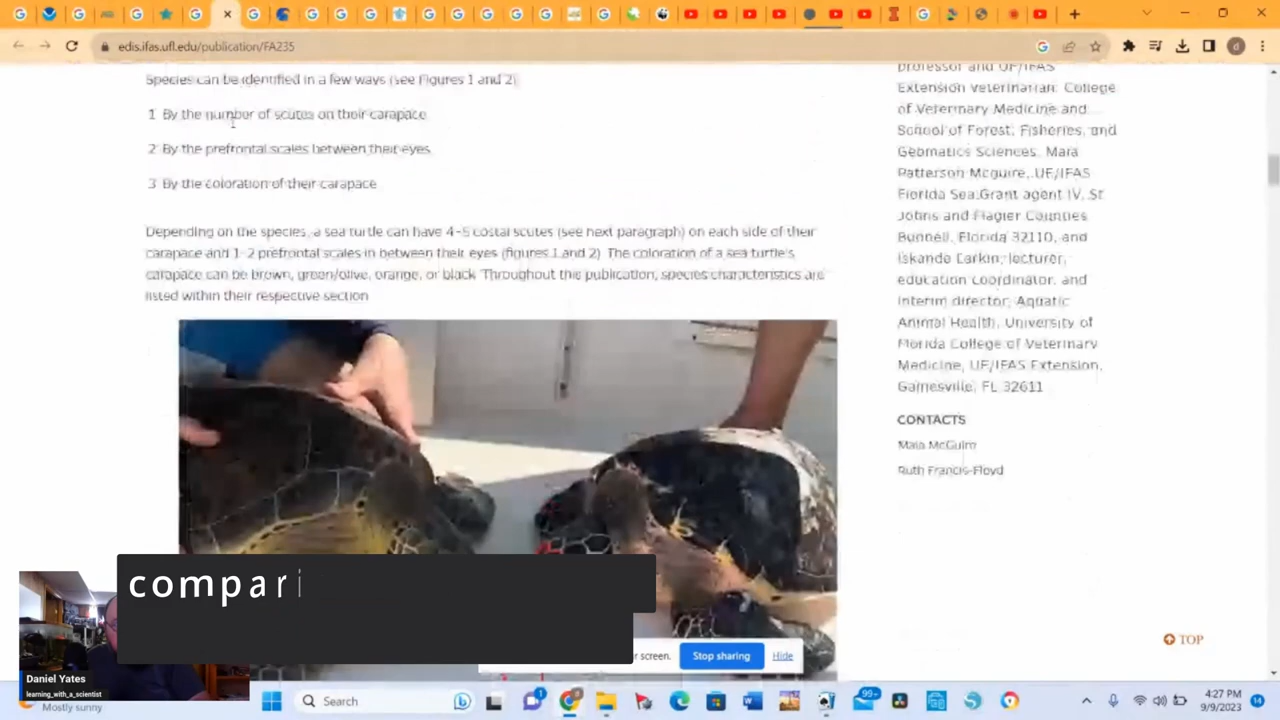 edis.ifas.ufl.edu/publication/FA235
d
Species can be identified in a few ways (see Figures 1 and 2)
1 By the number of scutes on their carapace
2 By the prefrontal scales between their eyes
3 By the coloration of their carapace
Depending on the species, a sea turtle can have 4-5 costal scutes (see next paragraph) on each side of their
carapace and 1-2 prefrontal scales in between their eyes (figures 1 and 2) The coloration of a sea turtle's
carapace can be brown, green/olive, orange, or black Throughout this publication, species characteristics are
listed within their respective section
professor and UF/IFAS
Extension veterinarian College
of Veterinary Medicine and
School of Forest, Fisheries, and
Geomatics Sciences, Maia
Patterson Mcguire, UF/IFAS
Florida Sea Grant agent IV, St
Johns and Flagler Counties
Bunnell, Florida 32110, and
Iskande Larkin, lecturer,
education coordinator, and
interim director, Aquatic
Animal Health, University of
Florida College of Veterinary
Medicine, UF/IFAS Extension,
Gainesville, FL 32611
CONTACTS
Maia McGuire
Ruth Francis-Floyd
TOP
compari
r screen.
Stop sharing
Hide
Daniel Yates
learning_with_a_scientist
Mostly sunny
Search
1
99+
4:27 PM
9/9/2023
14